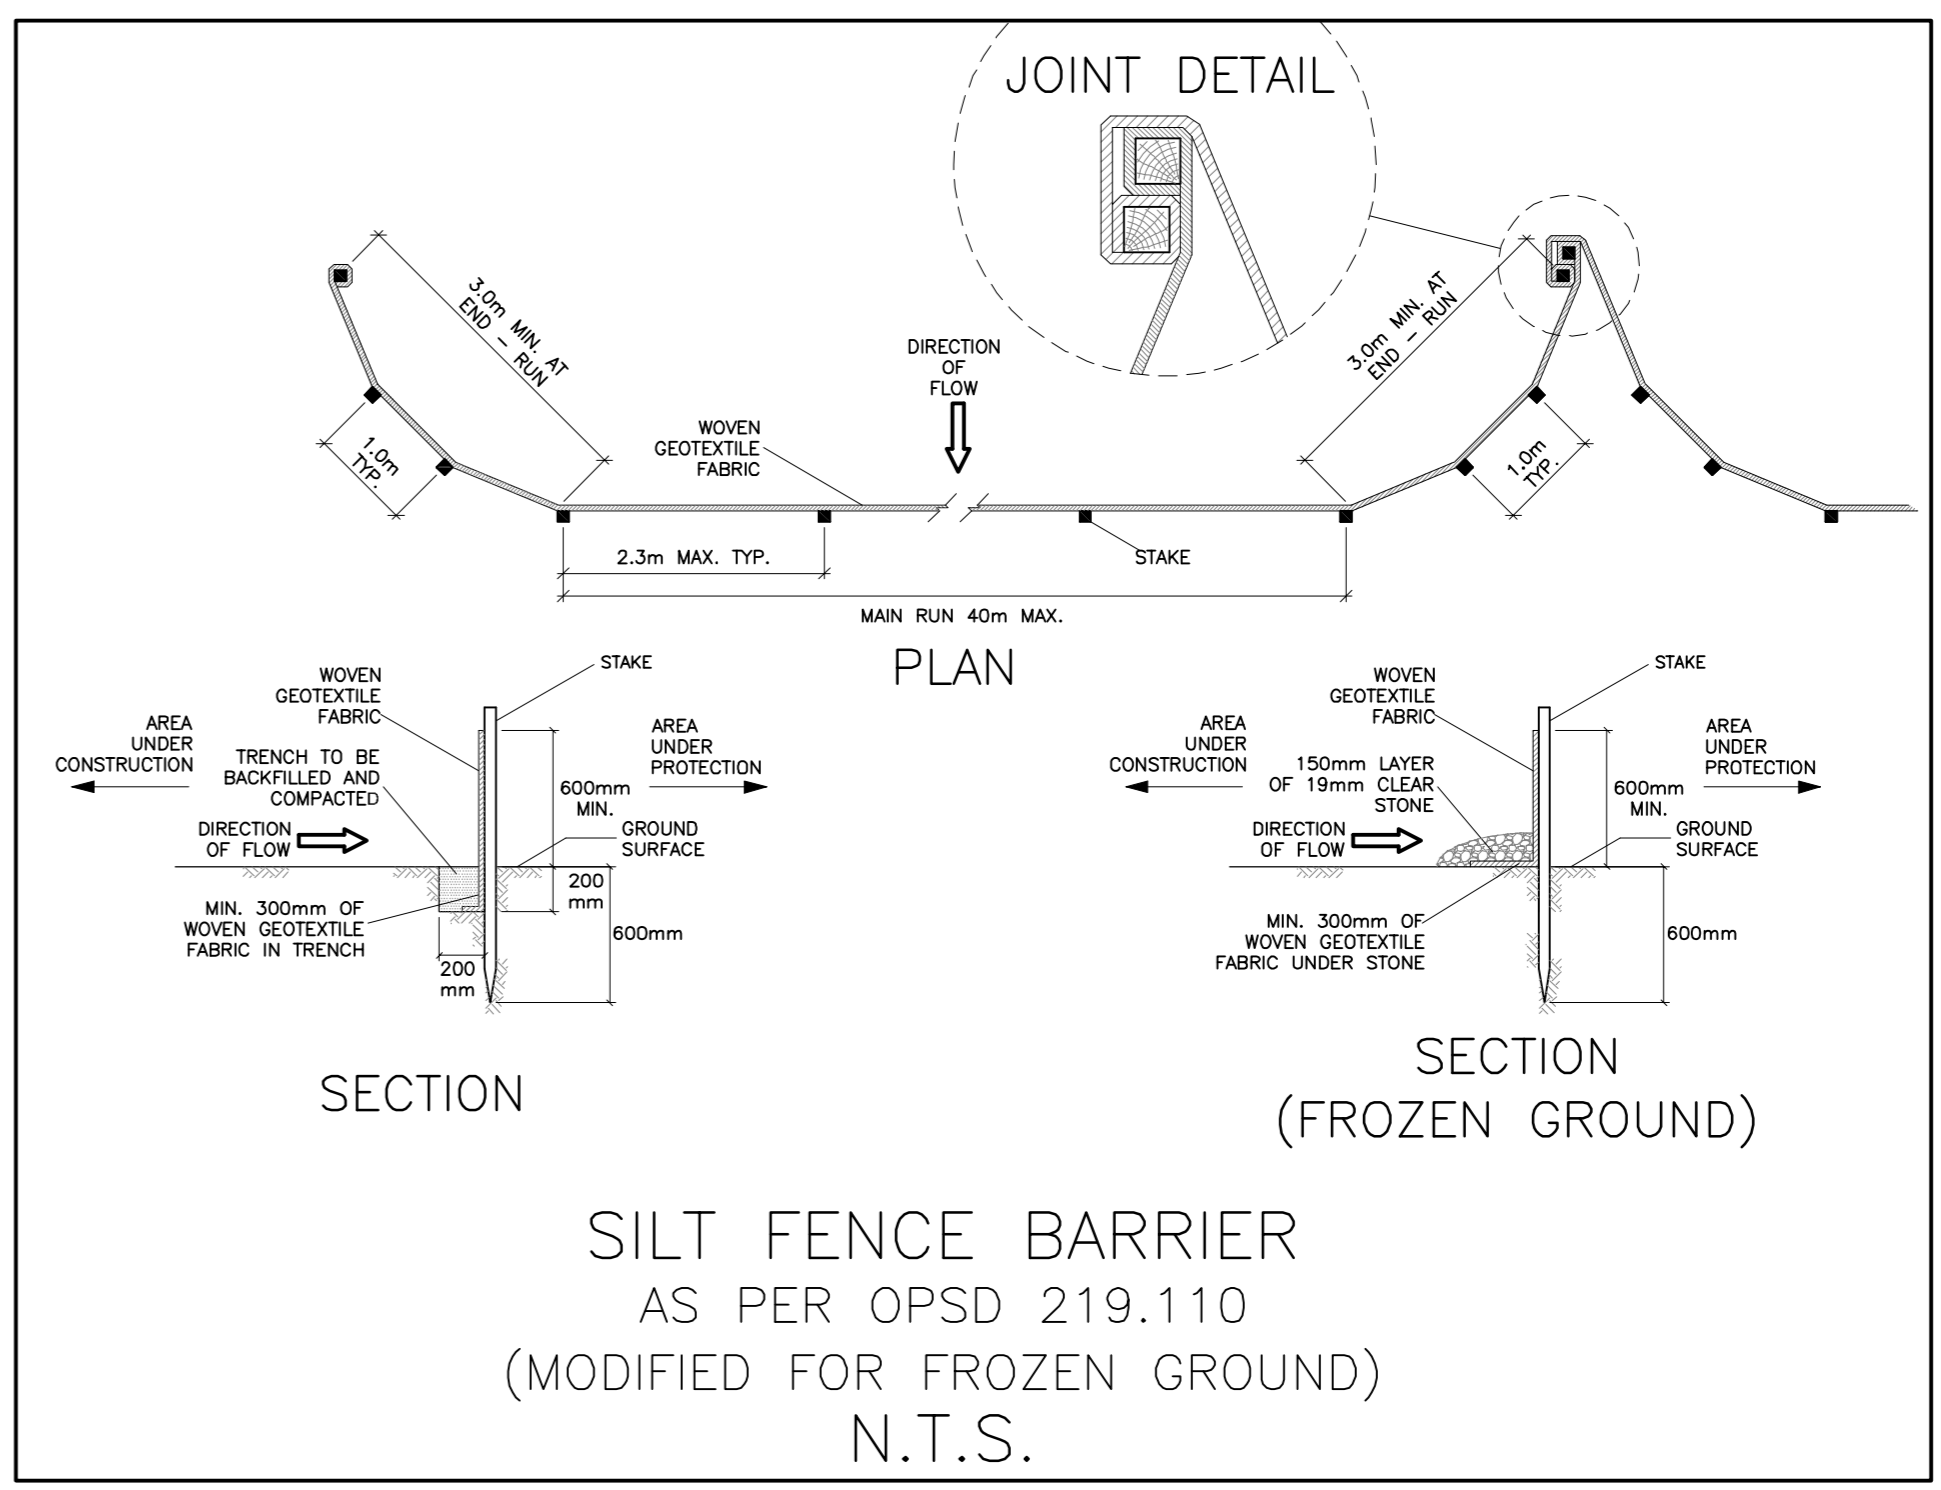 JOINT DETAIL
3.0m MIN. AT
END – RUN
1.0m
TYP.
WOVEN
GEOTEXTILE
FABRIC
DIRECTION
OF
FLOW
3.0m MIN. AT
END – RUN
1.0m
TYP.
2.3m MAX. TYP.
STAKE
MAIN RUN 40m MAX.
PLAN
WOVEN
GEOTEXTILE
FABRIC
STAKE
AREA
UNDER
CONSTRUCTION
TRENCH TO BE
BACKFILLED AND
COMPACTED
AREA
UNDER
PROTECTION
600mm
MIN.
DIRECTION
OF FLOW
GROUND
SURFACE
200
mm
MIN. 300mm OF
WOVEN GEOTEXTILE
FABRIC IN TRENCH
600mm
200
mm
SECTION
WOVEN
GEOTEXTILE
FABRIC
STAKE
AREA
UNDER
CONSTRUCTION
150mm LAYER
OF 19mm CLEAR
STONE
AREA
UNDER
PROTECTION
600mm
MIN.
DIRECTION
OF FLOW
GROUND
SURFACE
MIN. 300mm OF
WOVEN GEOTEXTILE
FABRIC UNDER STONE
600mm
SECTION
(FROZEN GROUND)
SILT FENCE BARRIER
AS PER OPSD 219.110
(MODIFIED FOR FROZEN GROUND)
N.T.S.